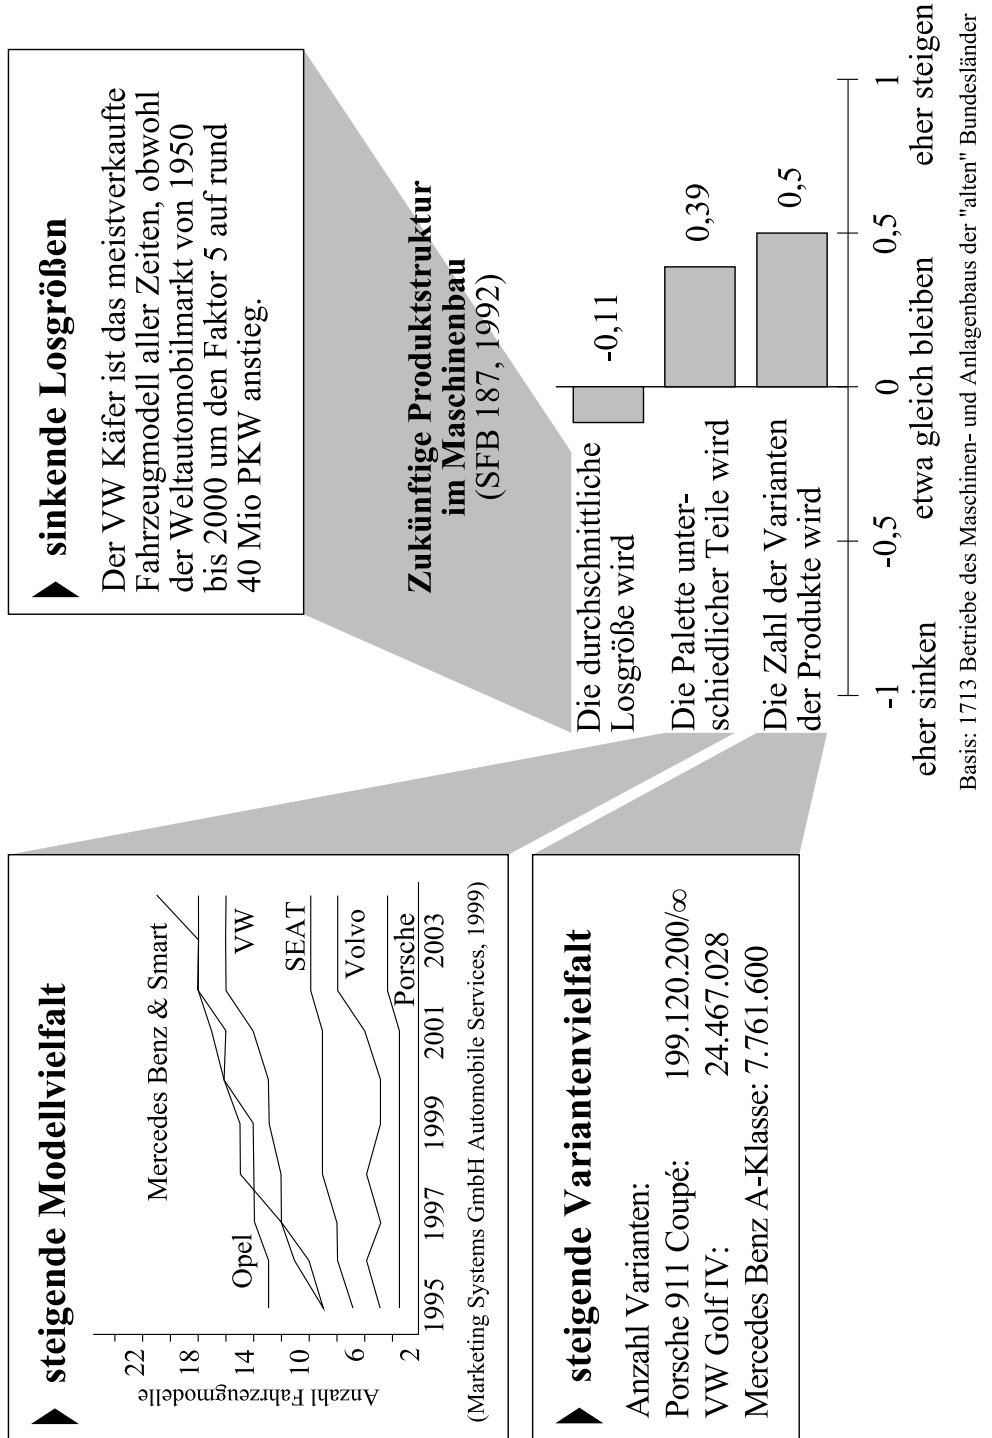 steigende Modellvielfalt
Anzahl Fahrzeugmodelle
22
18
14
10
6
2
Mercedes Benz & Smart
Opel
VW
SEAT
Volvo
Porsche
1995 1997 1999 2001 2003
(Marketing Systems GmbH Automobile Services, 1999)
steigende Variantenvielfalt
Anzahl Varianten:
Porsche 911 Coupé: 199.120.200/∞
VW Golf IV: 24.467.028
Mercedes Benz A-Klasse: 7.761.600
sinkende Losgrößen
Der VW Käfer ist das meistverkaufte
Fahrzeugmodell aller Zeiten, obwohl
der Weltautomobilmarkt von 1950
bis 2000 um den Faktor 5 auf rund
40 Mio PKW anstieg.
Zukünftige Produktstruktur
im Maschinenbau
(SFB 187, 1992)
Die durchschnittliche
Losgröße wird
-0,11
Die Palette unter-
schiedlicher Teile wird
0,39
Die Zahl der Varianten
der Produkte wird
0,5
-1 -0,5 0 0,5 1
eher sinken etwa gleich bleiben eher steigen
Basis: 1713 Betriebe des Maschinen- und Anlagenbaus der "alten" Bundesländer